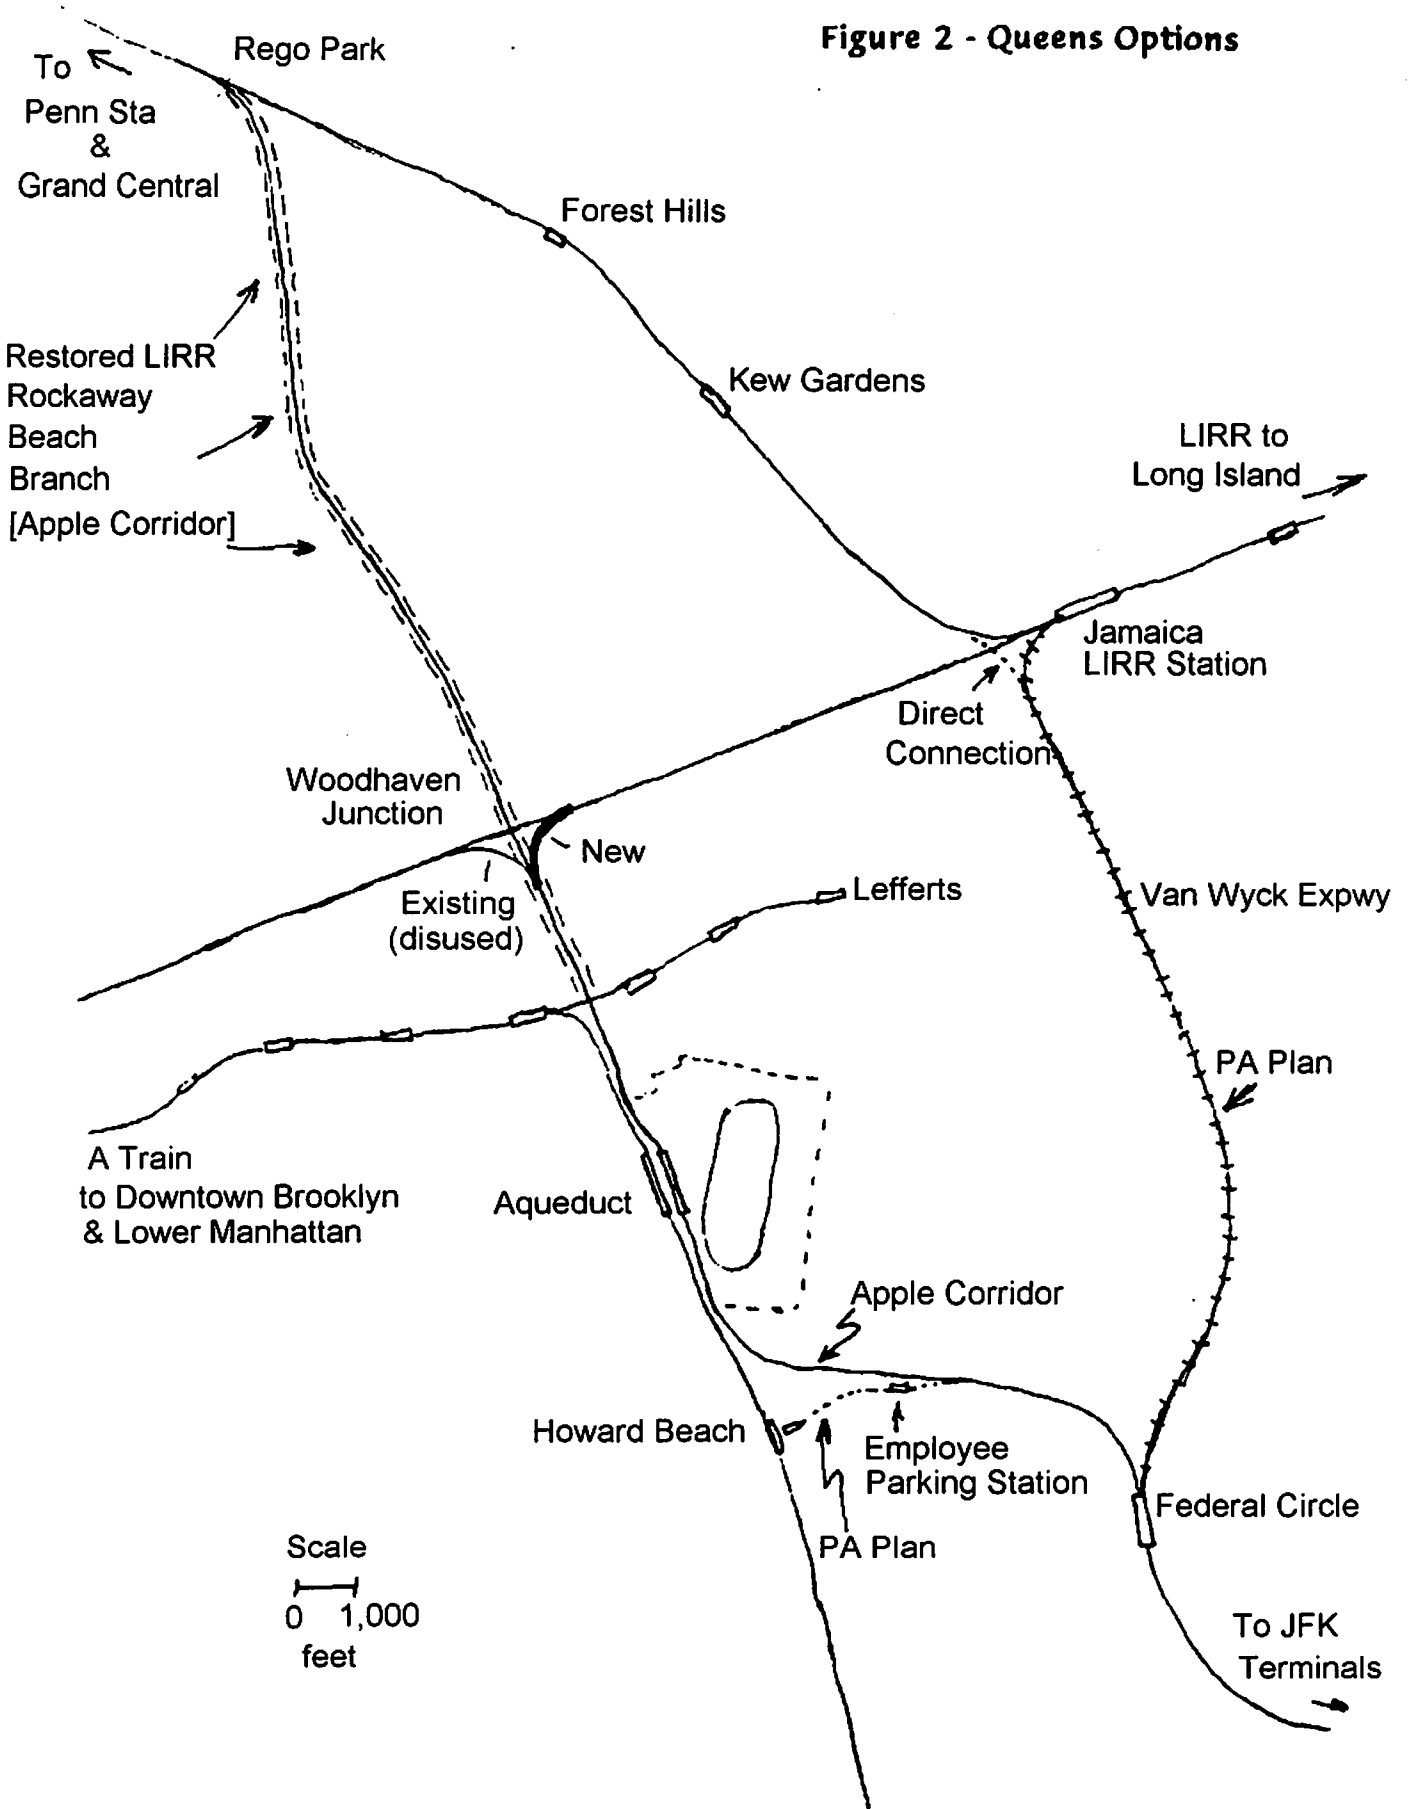 Figure 2 - Queens Options
Rego Park
To
Penn Sta
&
Grand Central
Forest Hills
Restored LIRR
Rockaway
Beach
Branch
[Apple Corridor]
Kew Gardens
LIRR to
Long Island
Jamaica
LIRR Station
Direct
Connection
Woodhaven
Junction
New
Existing
(disused)
Lefferts
Van Wyck Expwy
PA Plan
A Train
to Downtown Brooklyn
& Lower Manhattan
Aqueduct
Apple Corridor
Howard Beach
Employee
Parking Station
PA Plan
Federal Circle
Scale
0 1,000
feet
To JFK
Terminals